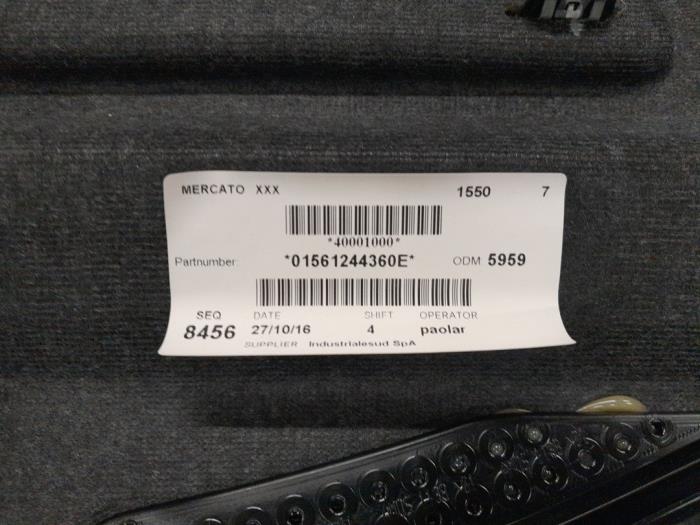 MERCATO XXX 1550 7
*40001000*
Partnumber: *01561244360E* ODM 5959
SEQ DATE SHIFT OPERATOR
8456 27/10/16 4 paolar
SUPPLIER Industrialesud SpA